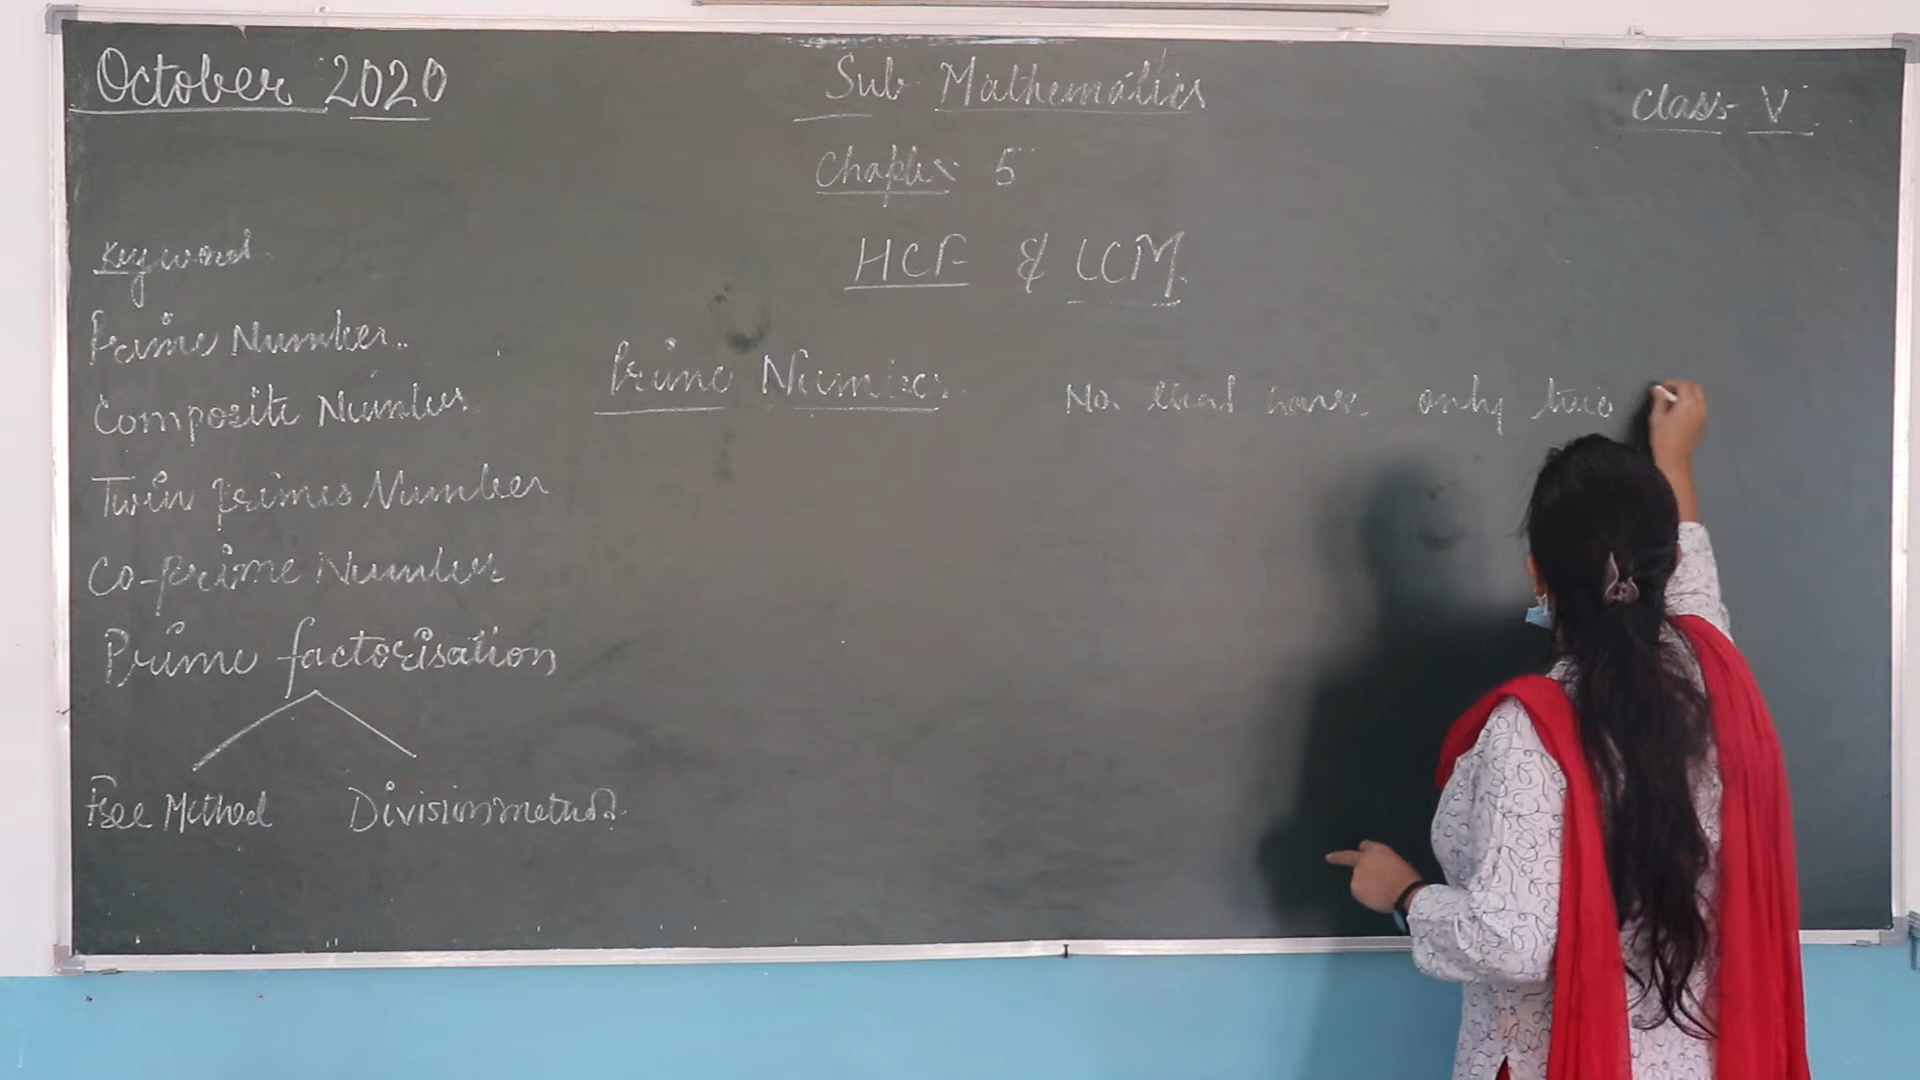 October 2020 Sub Mathematics Class- V
Chapter 5
HCF & LCM
Keyword
Prime Number
Composite Number
Prime Number No. that have only two
Twin primes Number
Co-prime Number
Prime factorisation
Method Division method